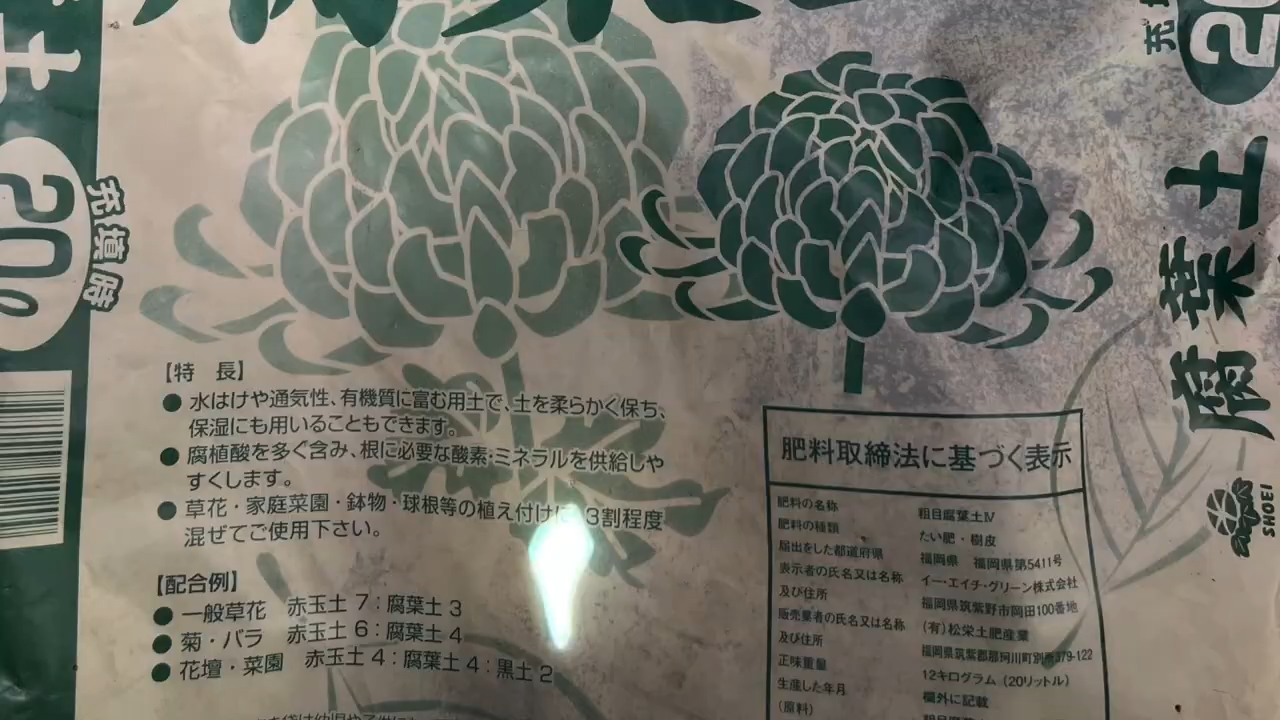 土
20ℓ
充填時
【特　長】
● 水はけや通気性、有機質に富む用土で、土を柔らかく保ち、
保湿にも用いることもできます。
● 腐植酸を多く含み、根に必要な酸素・ミネラルを供給しや
すくします。
● 草花・家庭菜園・鉢物・球根等の植え付けに 3割程度
混ぜてご使用下さい。
【配合例】
● 一般草花　赤玉土 7：腐葉土 3
● 菊・バラ　赤玉土 6：腐葉土 4
● 花壇・菜園　赤玉土 4：腐葉土 4：黒土 2
肥料取締法に基づく表示
肥料の名称　粗目腐葉土Ⅳ
肥料の種類　たい肥・樹皮
届出をした都道府県　福岡県　福岡県第5411号
表示者の氏名又は名称　イー・エイチ・グリーン株式会社
及び住所　福岡県筑紫野市岡田100番地
販売業者の氏名又は名称　(有)松栄土肥産業
及び住所　福岡県筑紫郡那珂川町別所379-122
正味重量　12キログラム（20リットル）
生産した年月　欄外に記載
(原料)
20
腐葉土
SHOEI